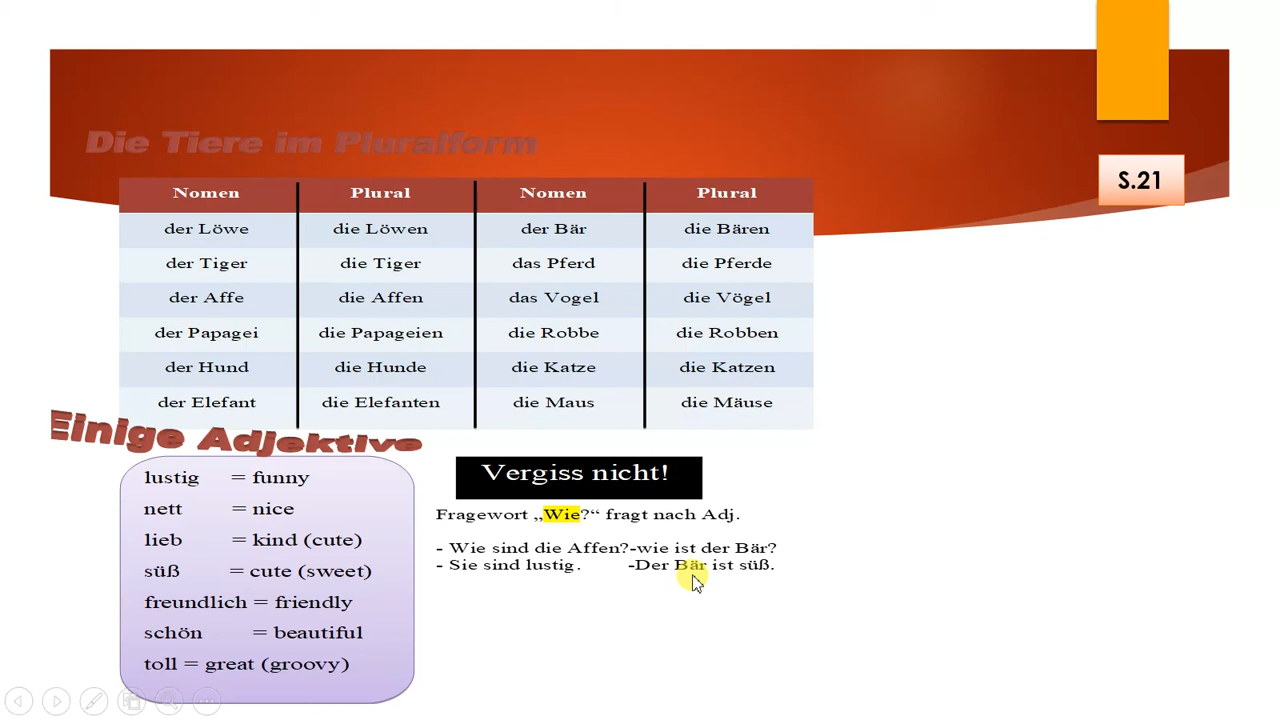 Die Tiere im Pluralform
S.21
Nomen Plural Nomen Plural
der Löwe die Löwen der Bär die Bären
der Tiger die Tiger das Pferd die Pferde
der Affe die Affen das Vogel die Vögel
der Papagei die Papageien die Robbe die Robben
der Hund die Hunde die Katze die Katzen
der Elefant die Elefanten die Maus die Mäuse
Einige Adjektive
lustig = funny
nett = nice
lieb = kind (cute)
süß = cute (sweet)
freundlich = friendly
schön = beautiful
toll = great (groovy)
Vergiss nicht!
Fragewort „Wie?“ fragt nach Adj.
- Wie sind die Affen?-wie ist der Bär?
- Sie sind lustig. -Der Bär ist süß.